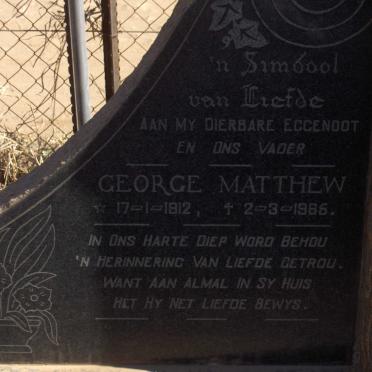 'n Simbool
van Liefde
AAN MY DIERBARE EGGENOOT
EN ONS VADER
GEORGE MATTHEW
☆ 17-1-1912, ✝ 2-3-1986.
IN ONS HARTE DIEP WORD BEHOU
'N HERINNERING VAN LIEFDE GETROU.
WANT AAN ALMAL IN SY HUIS
HET HY NET LIEFDE BEWYS.